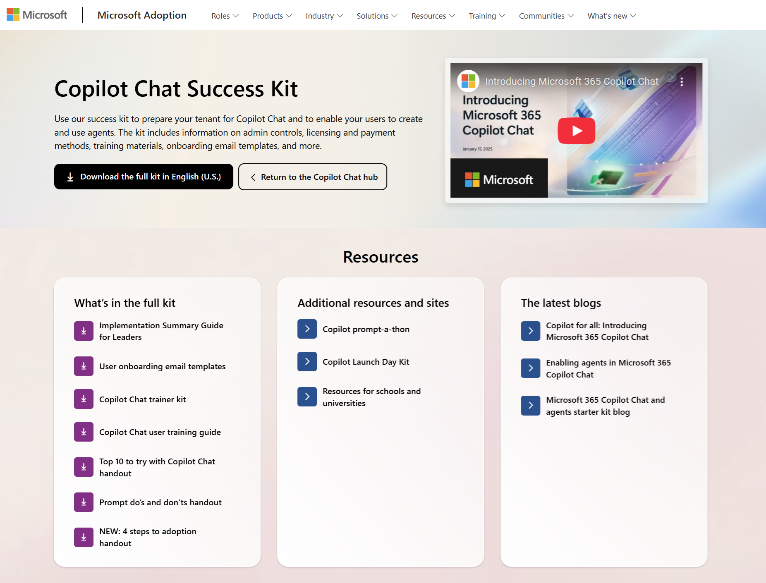 Microsoft
Microsoft Adoption
Roles
Products
Industry
Solutions
Resources
Training
Communities
What's new
Copilot Chat Success Kit
Use our success kit to prepare your tenant for Copilot Chat and to enable your users to create
and use agents. The kit includes information on admin controls, licensing and payment
methods, training materials, onboarding email templates, and more.
Download the full kit in English (U.S.)
Return to the Copilot Chat hub
Introducing Microsoft 365 Copilot Chat
Introducing
Microsoft 365
Copilot Chat
January 15, 2025
Microsoft
Resources
What's in the full kit
Implementation Summary Guide
for Leaders
User onboarding email templates
Copilot Chat trainer kit
Copilot Chat user training guide
Top 10 to try with Copilot Chat
handout
Prompt do's and don'ts handout
NEW: 4 steps to adoption
handout
Additional resources and sites
Copilot prompt-a-thon
Copilot Launch Day Kit
Resources for schools and
universities
The latest blogs
Copilot for all: Introducing
Microsoft 365 Copilot Chat
Enabling agents in Microsoft 365
Copilot Chat
Microsoft 365 Copilot Chat and
agents starter kit blog